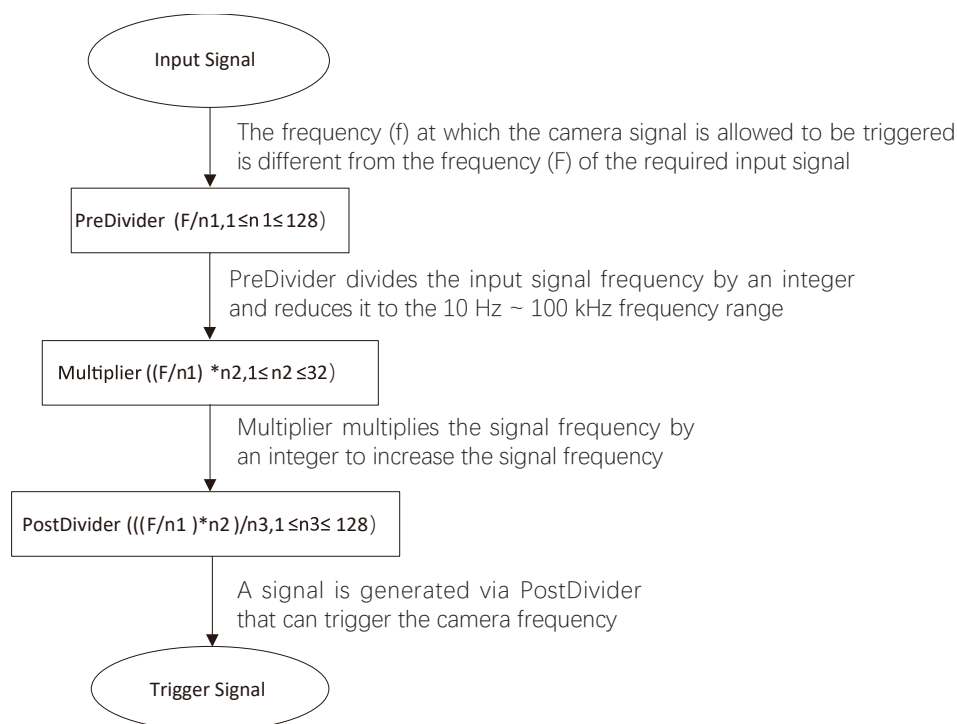 Input Signal
The frequency (f) at which the camera signal is allowed to be triggered
is different from the frequency (F) of the required input signal
PreDivider (F/n1,1≤n 1≤128)
PreDivider divides the input signal frequency by an integer
and reduces it to the 10 Hz ~ 100 kHz frequency range
Multiplier ((F/n1) *n2,1≤ n2 ≤32)
Multiplier multiplies the signal frequency by
an integer to increase the signal frequency
PostDivider (((F/n1 )*n2 )/n3,1 ≤n3≤ 128)
A signal is generated via PostDivider
that can trigger the camera frequency
Trigger Signal